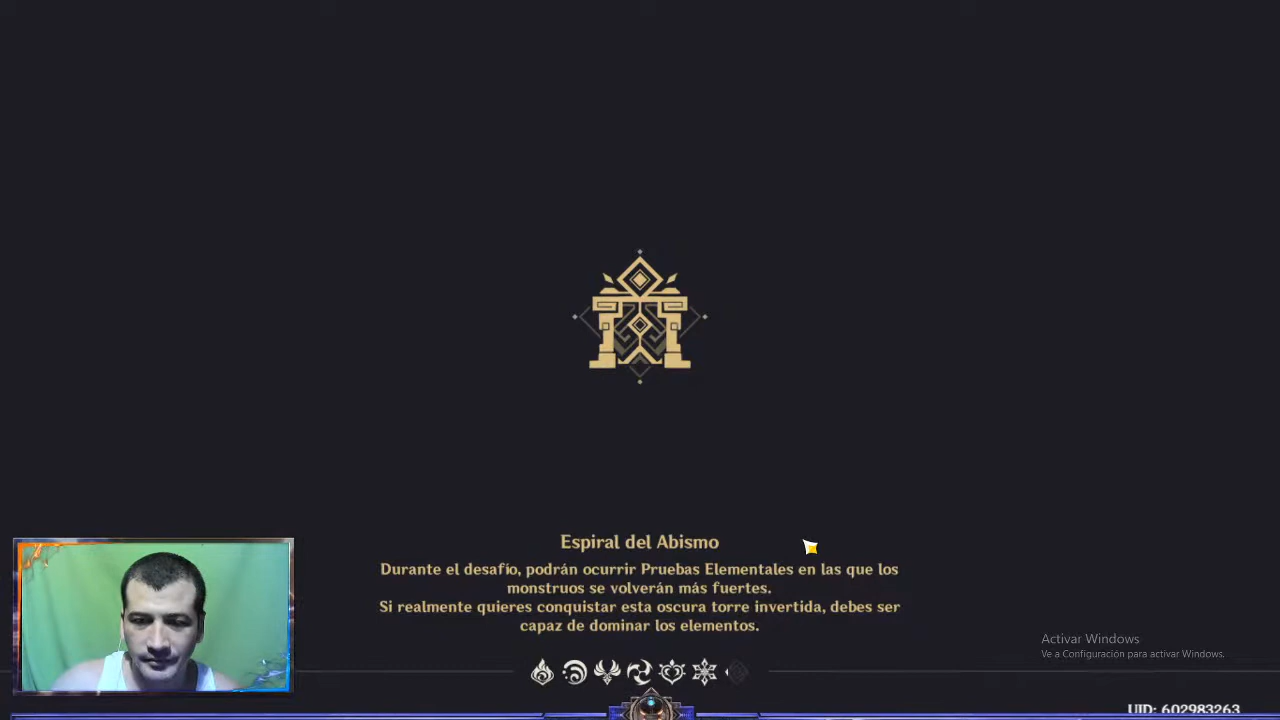 Espiral del Abismo
Durante el desafío, podrán ocurrir Pruebas Elementales en las que los
monstruos se volverán más fuertes.
Si realmente quieres conquistar esta oscura torre invertida, debes ser
capaz de dominar los elementos.
Activar Windows
Ve a Configuración para activar Windows.
UID: 602983263